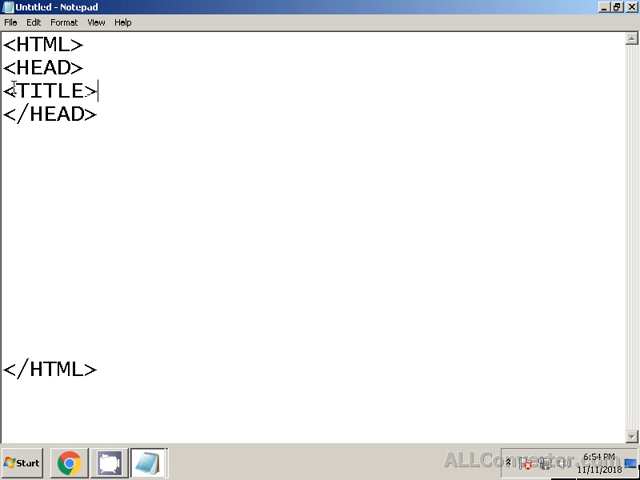 Untitled - Notepad
File Edit Format View Help
<HTML>
<HEAD>
<TITLE>
</HEAD>
</HTML>
Start
ALLConvertor.com
6:54 PM
11/11/2018